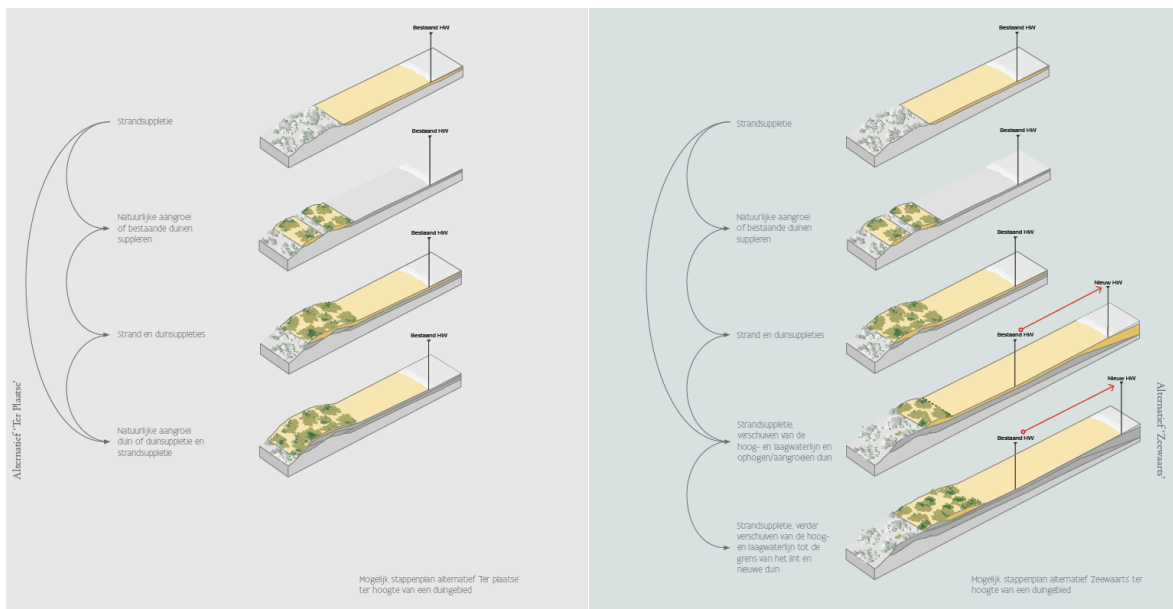 Alternatief 'Ter Plaatse'
Bestaand HW
Strandsuppletie
Bestaand HW
Natuurlijke aangroei
of bestaande duinen
suppleren
Bestaand HW
Strand en duinsuppleties
Bestaand HW
Natuurlijke aangroei
duin of duinsuppletie en
strandsuppletie
Mogelijk stappenplan alternatief 'Ter plaatse'
ter hoogte van een duingebied
Bestaand HW
Strandsuppletie
Bestaand HW
Natuurlijke aangroei
of bestaande duinen
suppleren
Bestaand HW
Strand en duinsuppleties
Nieuw HW
Bestaand HW
Strandsuppletie,
verschuiven van de
hoog- en laagwaterlijn en
ophogen/aangroeien duin
Nieuw HW
Bestaand HW
Strandsuppletie, verder
verschuiven van de hoog-
en laagwaterlijn tot de
grens van het lint en
nieuwe duin
Alternatief 'Zeewaarts'
Mogelijk stappenplan alternatief 'Zeewaarts' ter
hoogte van een duingebied